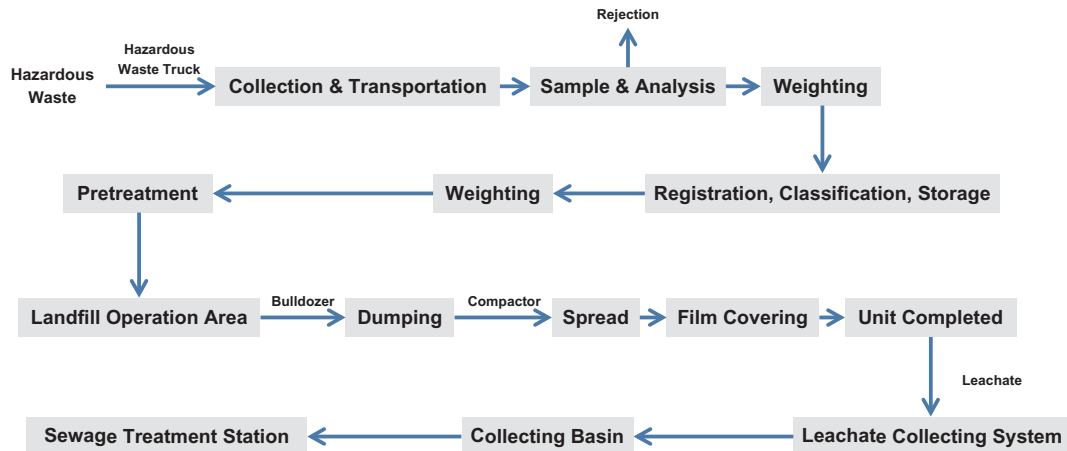 Rejection
Hazardous
Waste Truck
Hazardous
Waste
Collection & Transportation
Sample & Analysis
Weighting
Pretreatment
Weighting
Registration, Classification, Storage
Landfill Operation Area
Bulldozer
Dumping
Compactor
Spread
Film Covering
Unit Completed
Leachate
Sewage Treatment Station
Collecting Basin
Leachate Collecting System